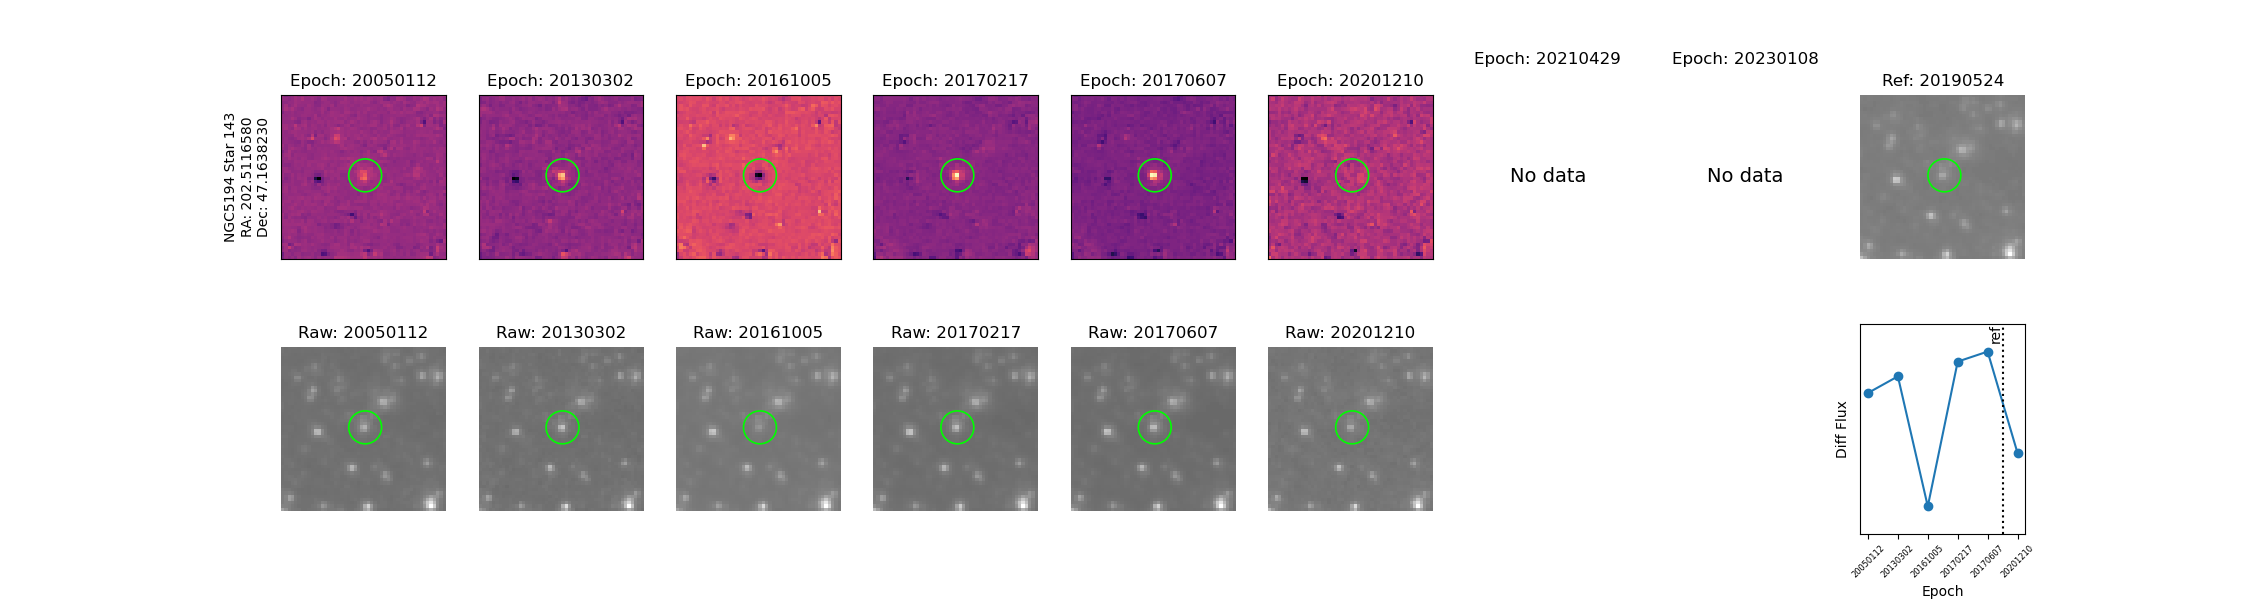 Epoch: 20050112
Epoch: 20130302
Epoch: 20161005
Epoch: 20170217
Epoch: 20170607
Epoch: 20201210
Epoch: 20210429
Epoch: 20230108
Ref: 20190524
NGC5194 Star 143
RA: 202.5116580
Dec: 47.1638230
No data
No data
Raw: 20050112
Raw: 20130302
Raw: 20161005
Raw: 20170217
Raw: 20170607
Raw: 20201210
ref
Diff Flux
20050112
20130302
20161005
20170217
20170607
20201210
Epoch